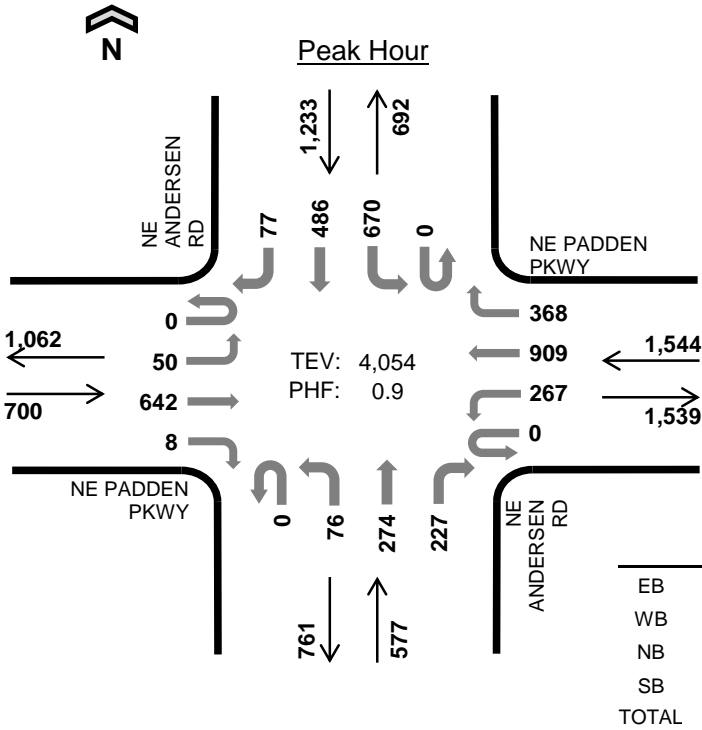 N
Peak Hour
1,233
692
NE
ANDERSEN
RD
77
486
670
0
NE PADDEN
PKWY
0
50
642
8
368
909
267
0
1,062
700
1,544
1,539
TEV: 4,054
PHF: 0.9
NE PADDEN
PKWY
0
76
274
227
NE
ANDERSEN
RD
761
577
EB
WB
NB
SB
TOTAL